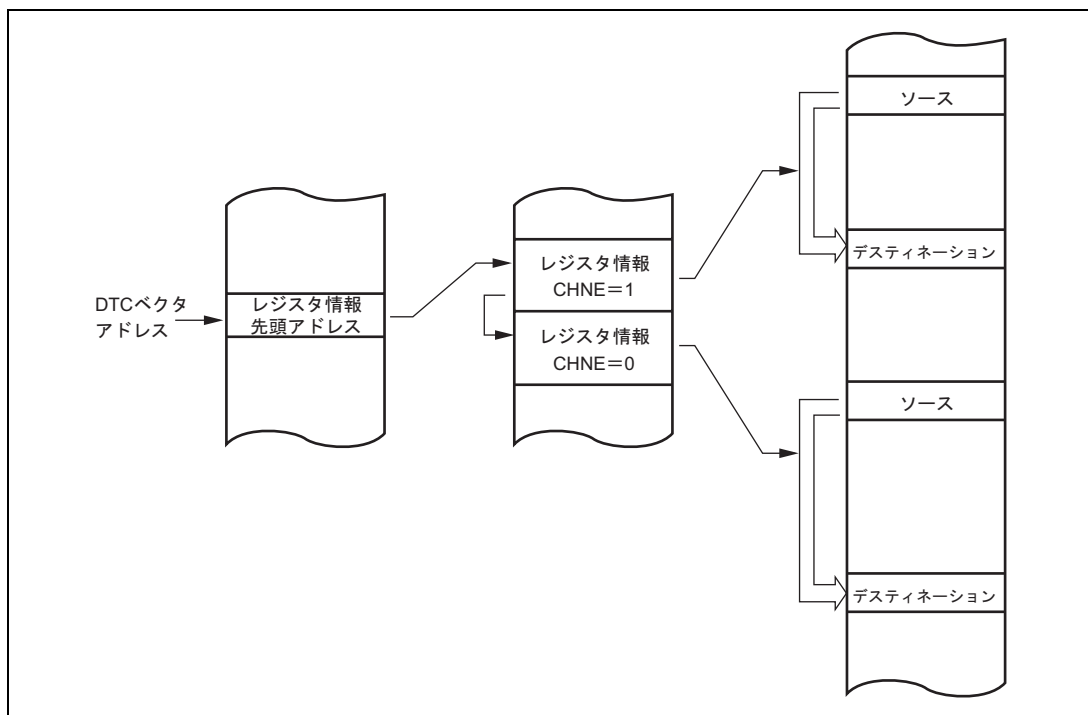 DTCベクタ
アドレス
レジスタ情報
先頭アドレス
レジスタ情報
CHNE=1
レジスタ情報
CHNE=0
ソース
デスティネーション
ソース
デスティネーション